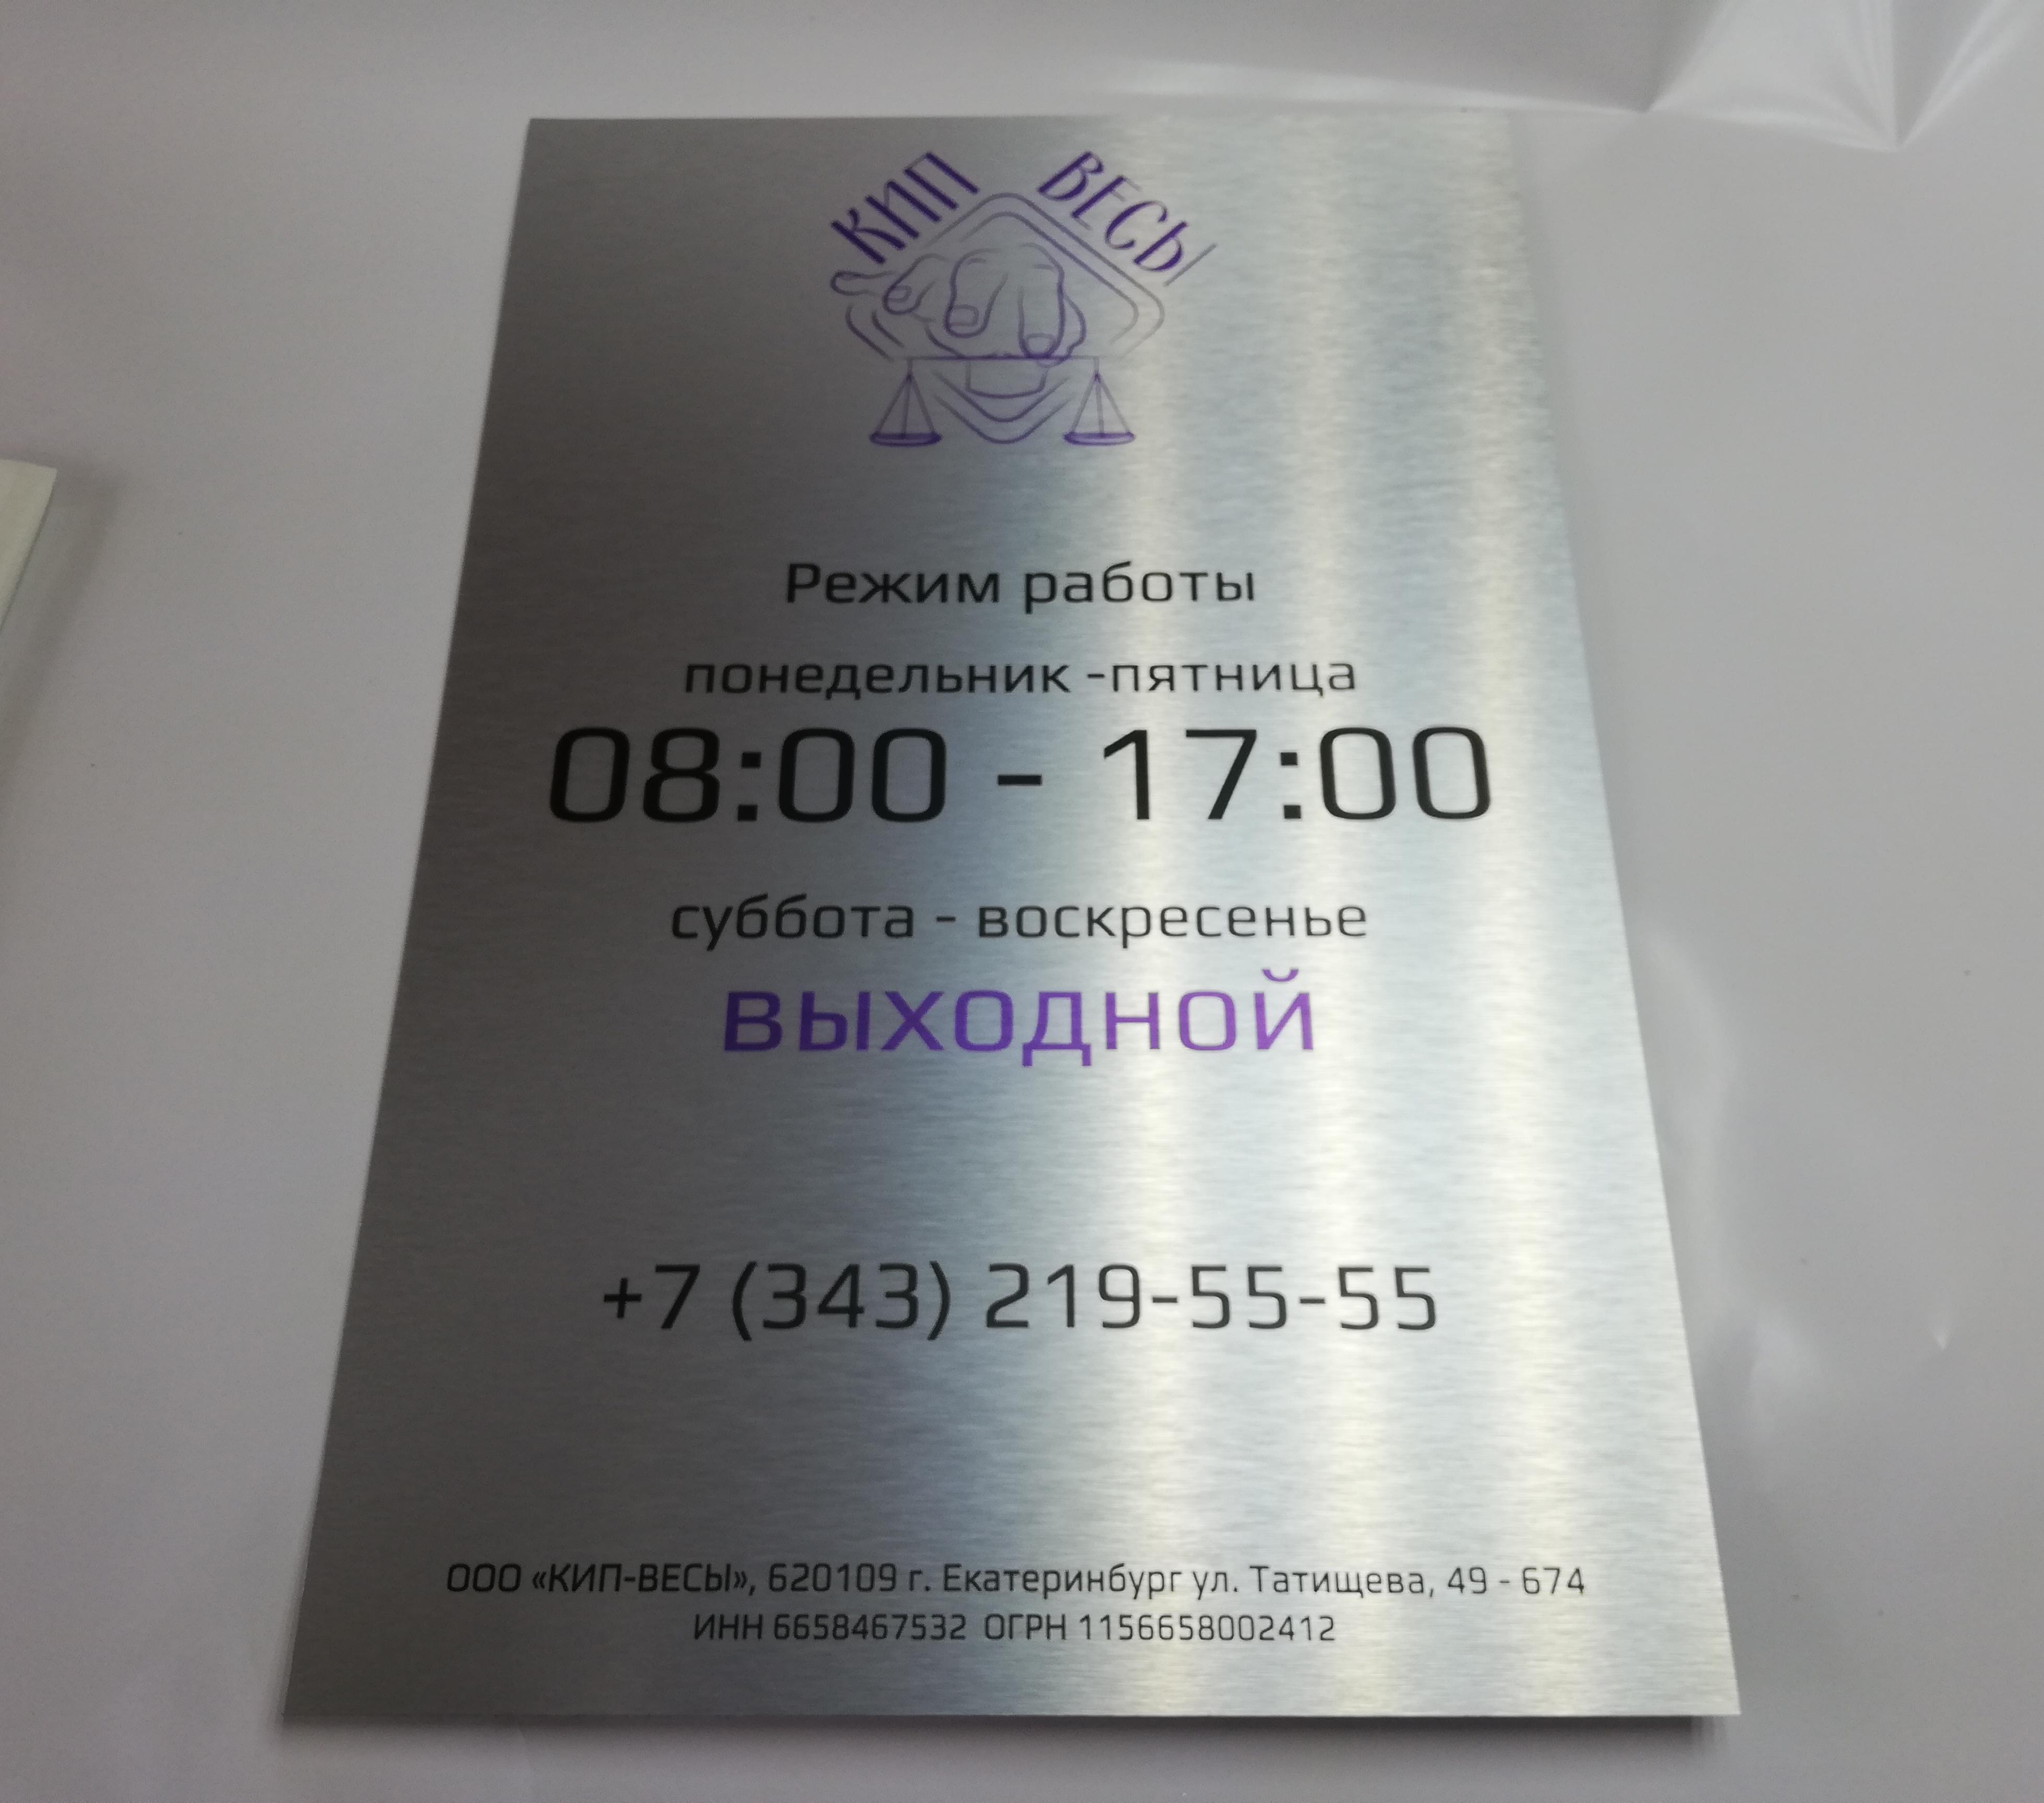 КИП ВЕСЫ
Режим работы
понедельник -пятница
08:00 - 17:00
суббота - воскресенье
выходной
+7 (343) 219-55-55
ООО «КИП-ВЕСЫ», 620109 г. Екатеринбург ул. Татищева, 49 - 674
ИНН 6658467532 ОГРН 1156658002412